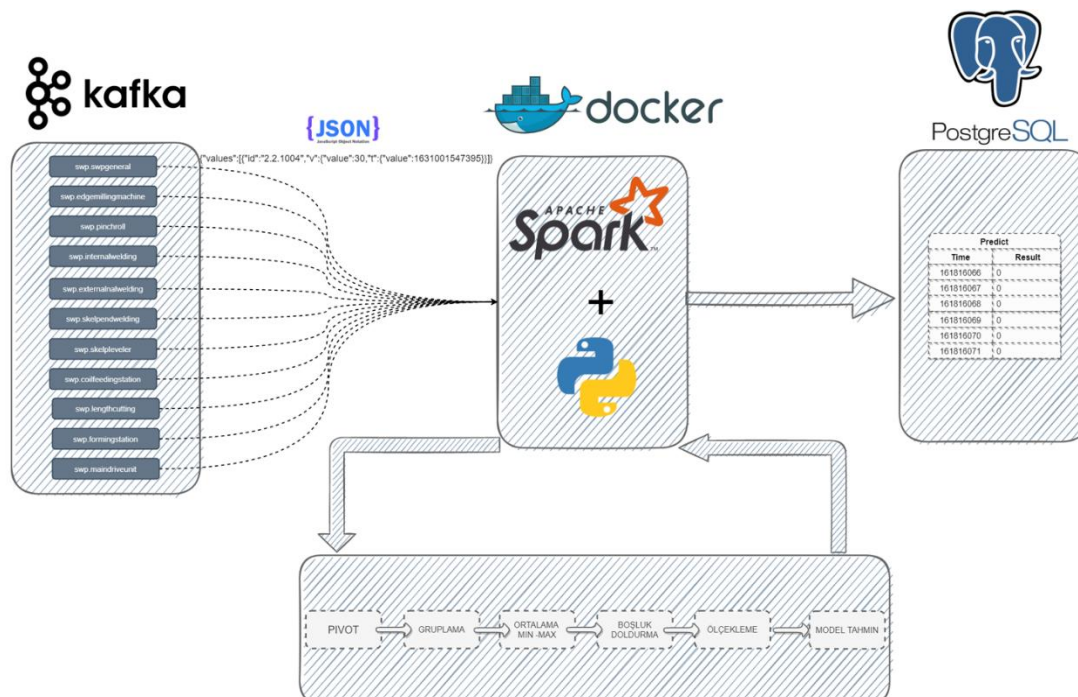 kafka
{JSON}
JavaScript Object Notation
docker
PostgreSQL
{"values":[{"id":"2.2.1004","v":{"value":30,"t":{"value":1631001547395}}]}
swp.swpgeneral
swp.edgemillingmachine
swp.pinchroll
swp.internalwelding
swp.externalnalwelding
swp.skelpendwelding
swp.skelpleveler
swp.coilfeedingstation
swp.lengthcutting
swp.formingstation
swp.maindriveunit
APACHE
Spark
TM
+
Predict
Time Result
161816066 0
161816067 0
161816068 0
161816069 0
161816070 0
161816071 0
PIVOT
GRUPLAMA
ORTALAMA
MIN -MAX
BOŞLUK
DOLDURMA
ÖLÇEKLEME
MODEL TAHMIN